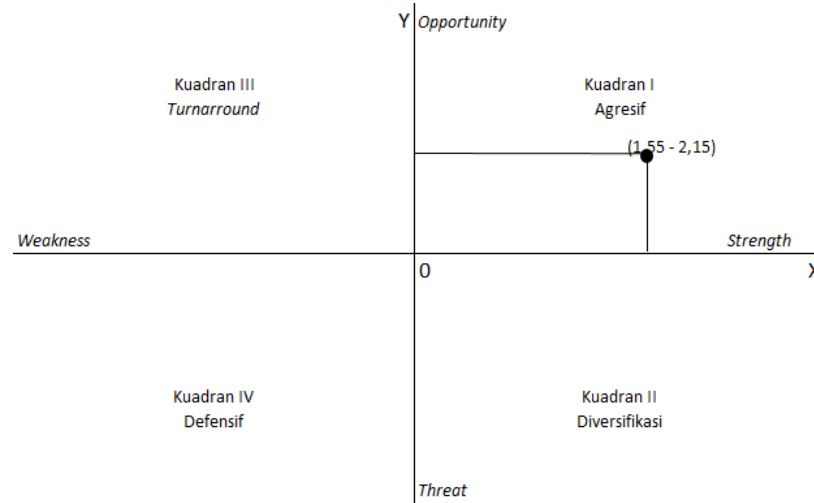 Y Opportunity
Kuadran III
Turnarround
Kuadran I
Agresif
(1,55 - 2,15)
Weakness
Strength
0
X
Kuadran IV
Defensif
Kuadran II
Diversifikasi
Threat